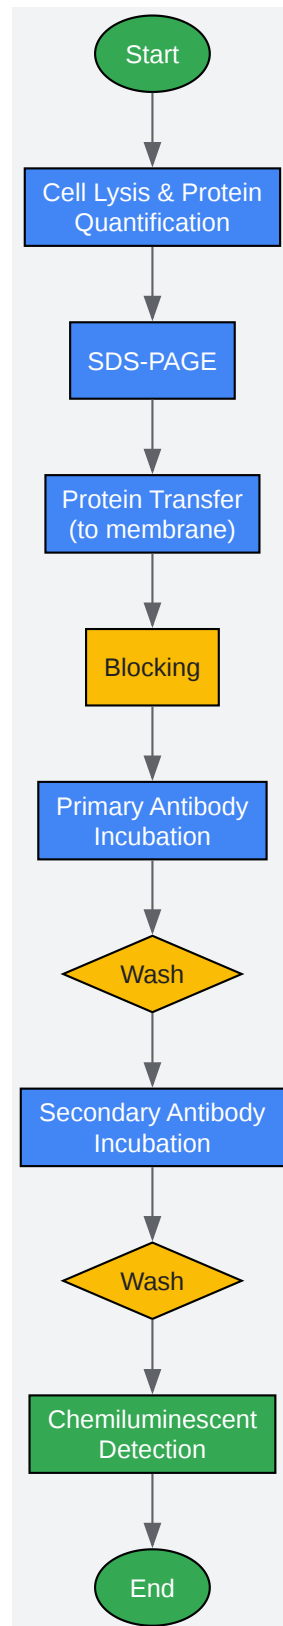 Start
Cell Lysis & Protein
Quantification
SDS-PAGE
Protein Transfer
(to membrane)
Blocking
Primary Antibody
Incubation
Wash
Secondary Antibody
Incubation
Wash
Chemiluminescent
Detection
End